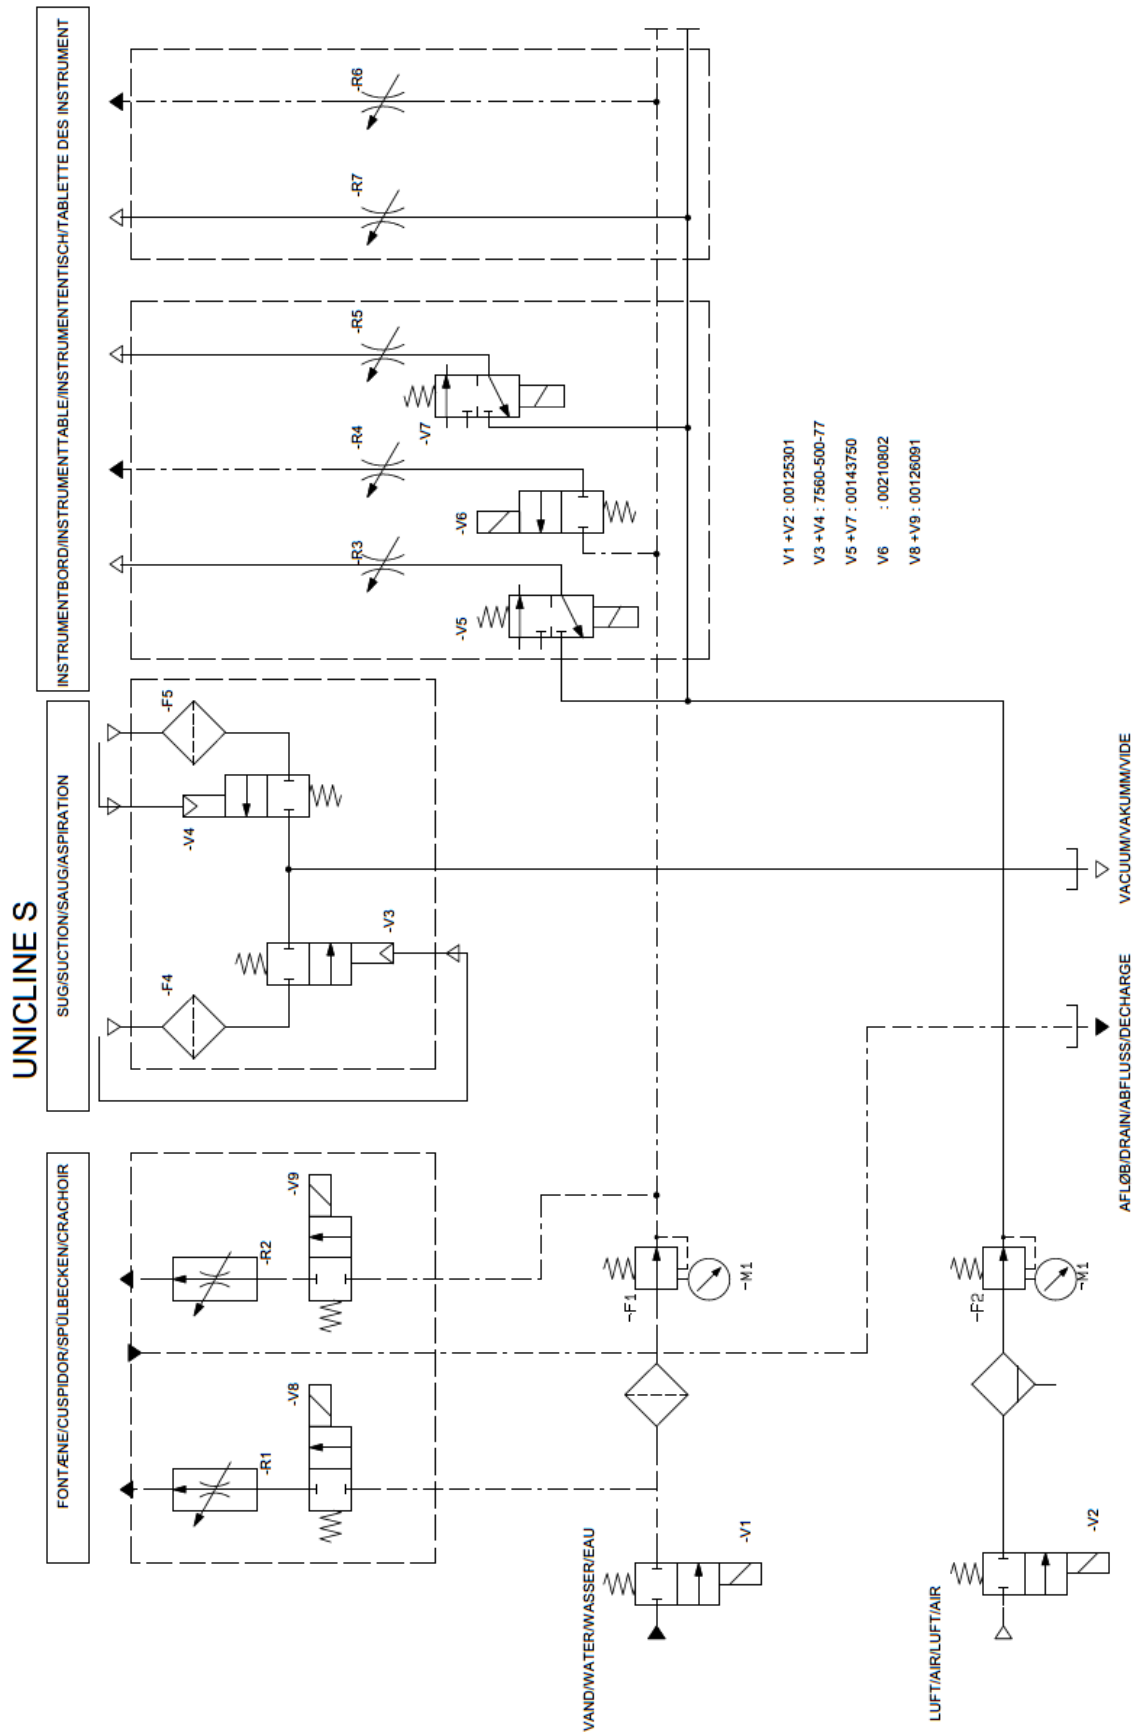 UNICLINE S
FONTÆNE/CUSPIDOR/SPÜLBECKEN/CRACHOIR
SUG/SUCTION/SAUG/ASPIRATION
INSTRUMENTBORD/INSTRUMENTTABLE/INSTRUMENTENTISCH/TABLETTE DES INSTRUMENT
-R1
-V8
-R2
-V9
-F4
-V3
-V4
-F5
-R3
-V5
-R4
-V6
-R5
-V7
-R7
-R6
VAND/WATER/WASSER/EAU
-V1
-F1
-M1
LUFT/AIR/LUFT/AIR
-V2
-F2
-M1
AFLØB/DRAIN/ABFLUSS/DECHARGE
VACUUM/VAKUMM/VIDE
V1 +V2 : 00125301
V3 +V4 : 7560-500-77
V5 +V7 : 00143750
V6 : 00210802
V8 +V9 : 00126091